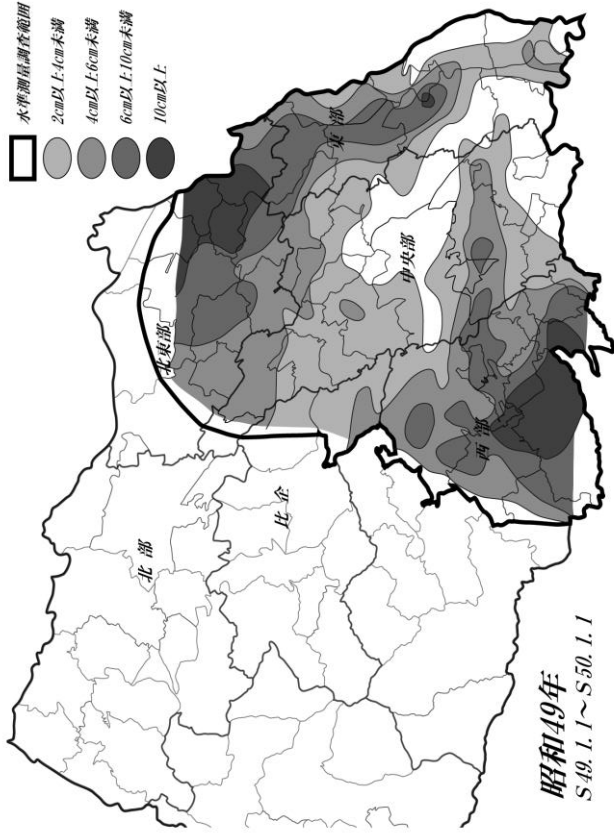 水準測量調査範囲
2cm以上4cm未満
4cm以上6cm未満
6cm以上10cm未満
10cm以上
北部
比企
北東部
東部
中央部
西部
昭和49年
S49.1.1～S50.1.1